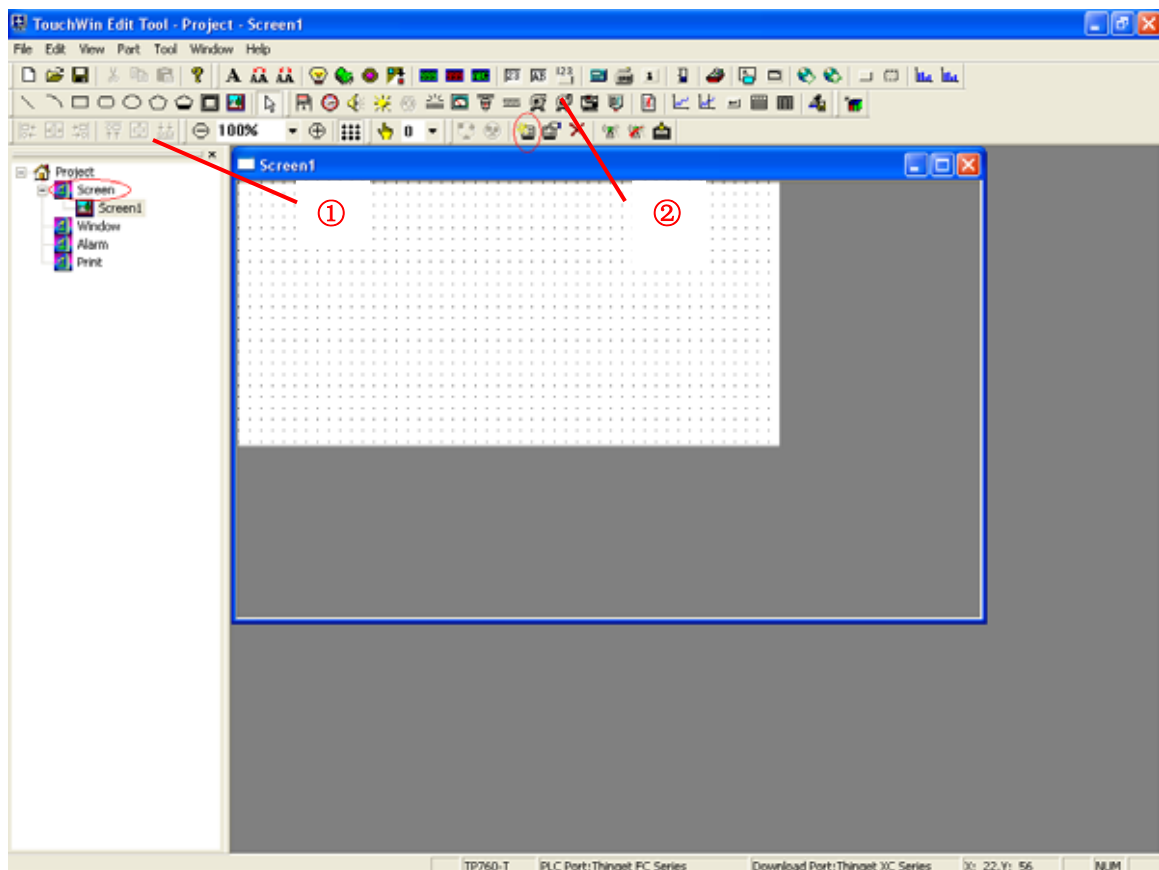 TouchWin Edit Tool - Project - Screen1
File Edit View Part Tool Window Help
100%
0
Project
Screen
Screen1
Window
Alarm
Print
Screen1
①
②
TP760-T PLC Port:Thinget FC Series Download Port:Thinget XC Series X: 22,Y: 56 NUM